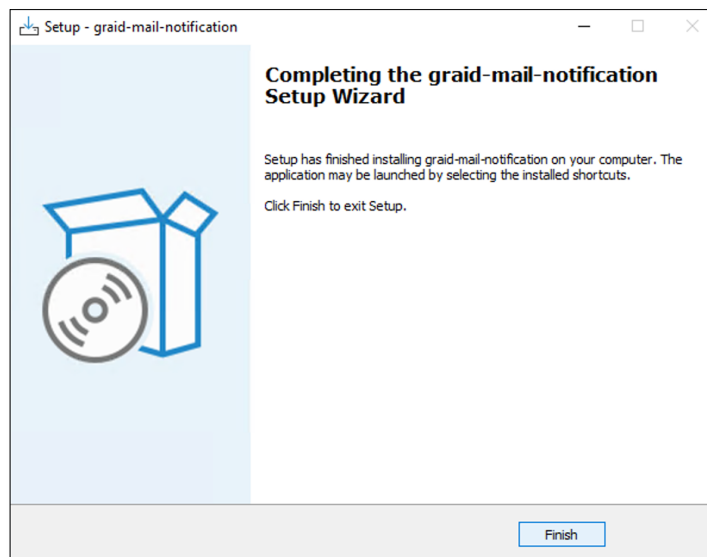 Setup - graid-mail-notification
Completing the graid-mail-notification
Setup Wizard
Setup has finished installing graid-mail-notification on your computer. The
application may be launched by selecting the installed shortcuts.
Click Finish to exit Setup.
Finish